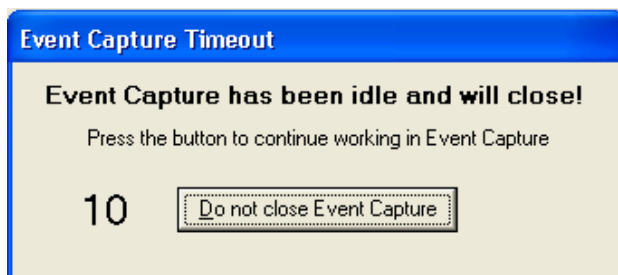 Event Capture Timeout
Event Capture has been idle and will close!
Press the button to continue working in Event Capture
10 Do not close Event Capture